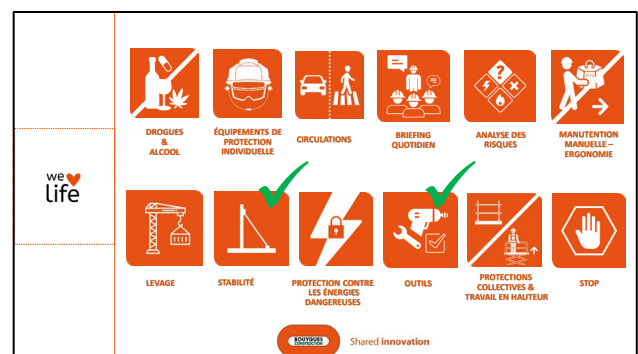 we
life
DROGUES
&
ALCOOL
ÉQUIPEMENTS DE
PROTECTION
INDIVIDUELLE
CIRCULATIONS
BRIEFING
QUOTIDIEN
ANALYSE DES
RISQUES
MANUTENTION
MANUELLE –
ERGONOMIE
LEVAGE
STABILITÉ
PROTECTION CONTRE
LES ÉNERGIES
DANGEREUSES
OUTILS
PROTECTIONS
COLLECTIVES &
TRAVAIL EN HAUTEUR
STOP
BOUYGUES
CONSTRUCTION
Shared innovation